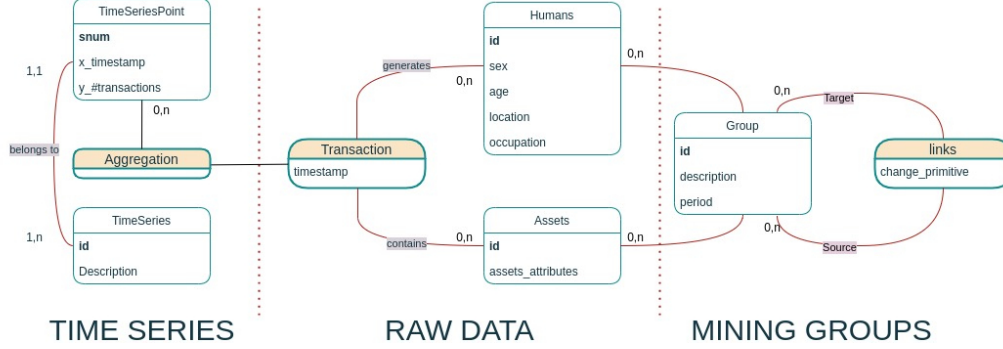 TimeSeriesPoint
snum
x_timestamp
y_#transactions
1,1
0,n
belongs to
Aggregation
TimeSeries
id
Description
1,n
TIME SERIES
Humans
id
sex
age
location
occupation
generates
0,n
0,n
Transaction
timestamp
contains
0,n
Assets
id
assets_attributes
0,n
RAW DATA
Group
id
description
period
0,n
Target
links
change_primitive
0,n
Source
MINING GROUPS